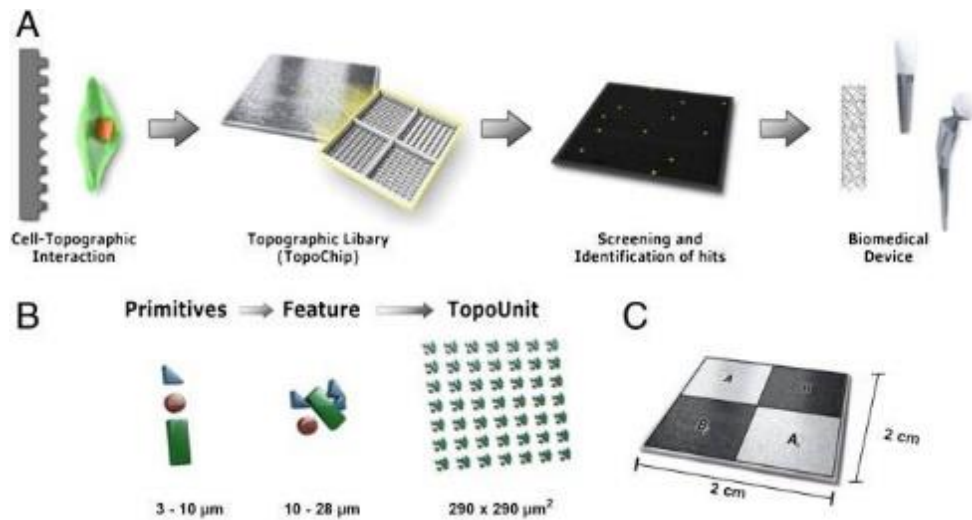 A
Cell-Topographic
Interaction
Topographic Libary
(TopoChip)
Screening and
Identification of hits
Biomedical
Device
B
Primitives
Feature
TopoUnit
3 - 10 µm
10 - 28 µm
290 x 290 µm²
C
A
B
A
2 cm
2 cm